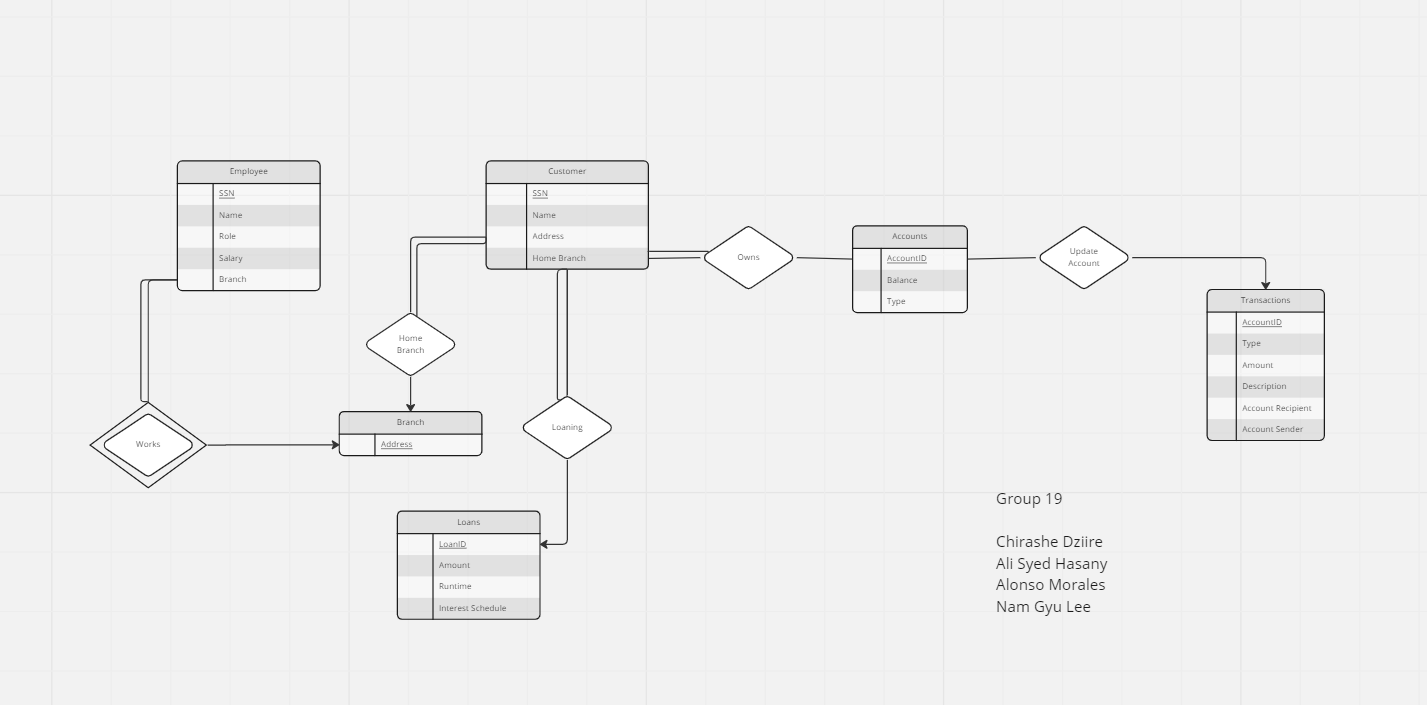 Employee
SSN
Name
Role
Salary
Branch
Customer
SSN
Name
Address
Home Branch
Owns
Accounts
AccountID
Balance
Type
Update
Account
Transactions
AccountID
Type
Amount
Description
Account Recipient
Account Sender
Home
Branch
Works
Branch
Address
Loaning
Loans
LoanID
Amount
Runtime
Interest Schedule
Group 19
Chirashe Dziire
Ali Syed Hasany
Alonso Morales
Nam Gyu Lee